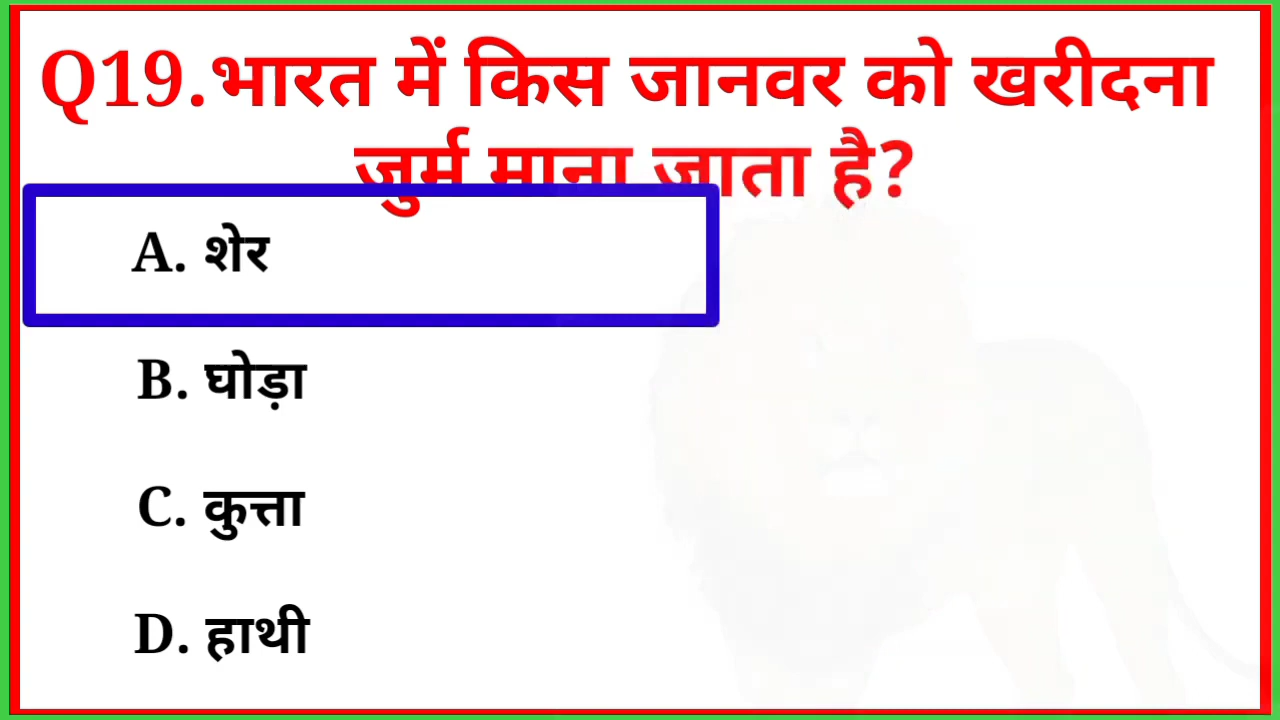 Q19.भारत में किस जानवर को खरीदना
जुर्म माना जाता है?
A. शेर
B. घोड़ा
C. कुत्ता
D. हाथी